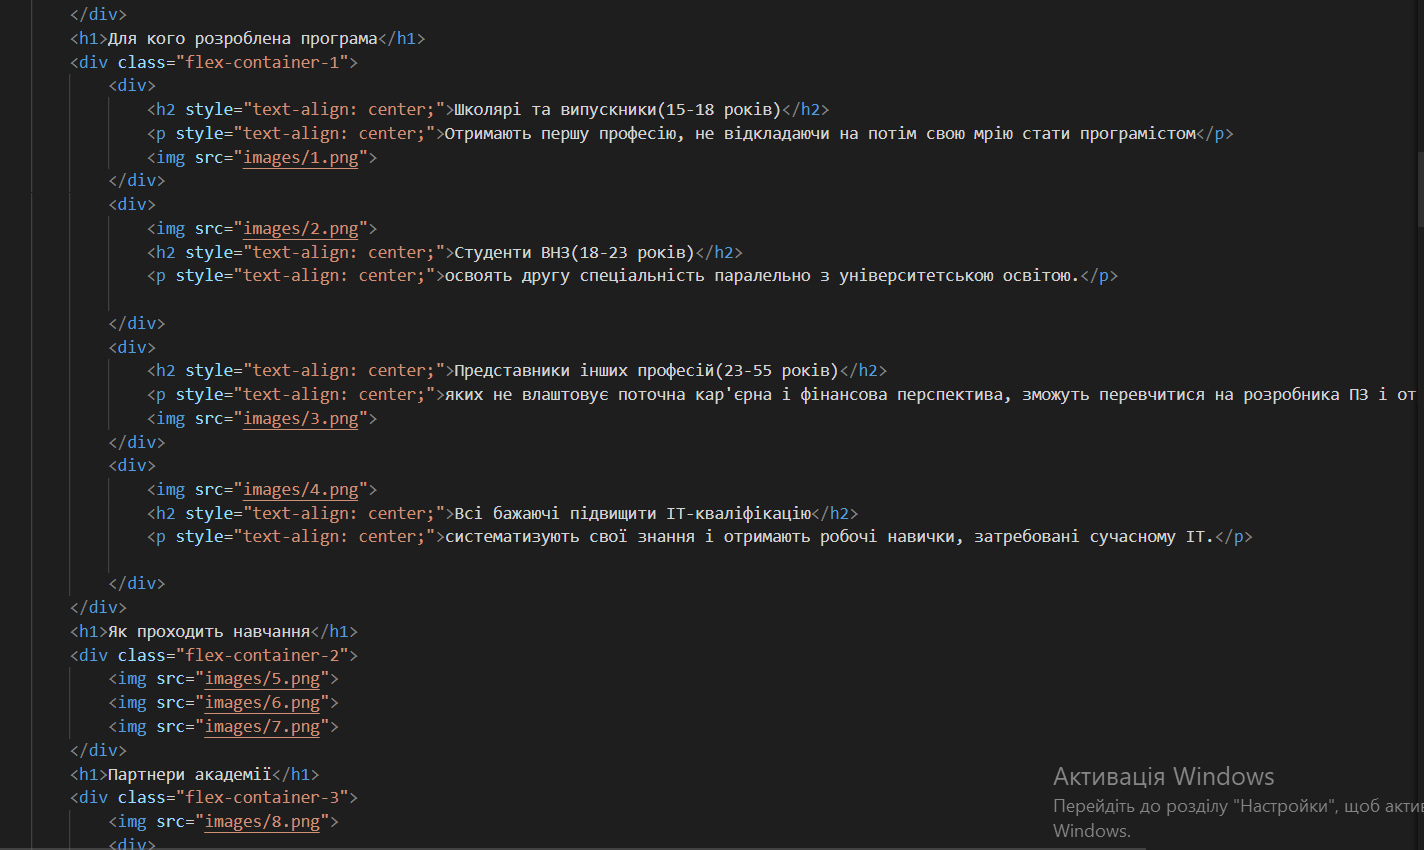 </div>
<h1>Для кого розроблена програма</h1>
<div class="flex-container-1">
<div>
<h2 style="text-align: center;">Школярі та випускники(15-18 років)</h2>
<p style="text-align: center;">Отримають першу професію, не відкладаючи на потім свою мрію стати програмістом</p>
<img src="images/1.png">
</div>
<div>
<img src="images/2.png">
<h2 style="text-align: center;">Студенти ВНЗ(18-23 років)</h2>
<p style="text-align: center;">освоять другу спеціальність паралельно з університетською освітою.</p>
</div>
<div>
<h2 style="text-align: center;">Представники інших професій(23-55 років)</h2>
<p style="text-align: center;">яких не влаштовує поточна кар'єрна і фінансова перспектива, зможуть перевчитися на розробника ПЗ і от
<img src="images/3.png">
</div>
<div>
<img src="images/4.png">
<h2 style="text-align: center;">Всі бажаючі підвищити ІТ-кваліфікацію</h2>
<p style="text-align: center;">систематизують свої знання і отримають робочі навички, затребовані сучасному ІТ.</p>
</div>
</div>
<h1>Як проходить навчання</h1>
<div class="flex-container-2">
<img src="images/5.png">
<img src="images/6.png">
<img src="images/7.png">
</div>
<h1>Партнери академії</h1>
<div class="flex-container-3">
<img src="images/8.png">
<div>
Активація Windows
Перейдіть до розділу "Настройки", щоб акти
Windows.